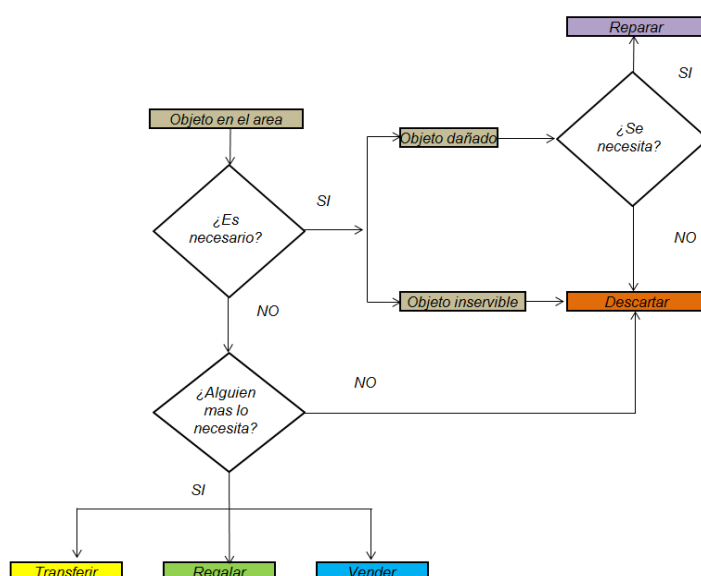 Reparar
SI
Objeto en el area
Objeto dañado
¿Se
necesita?
SI
¿Es
necesario?
NO
Objeto inservible
Descartar
NO
NO
¿Alguien
mas lo
necesita?
SI
Transferir
Regalar
Vender